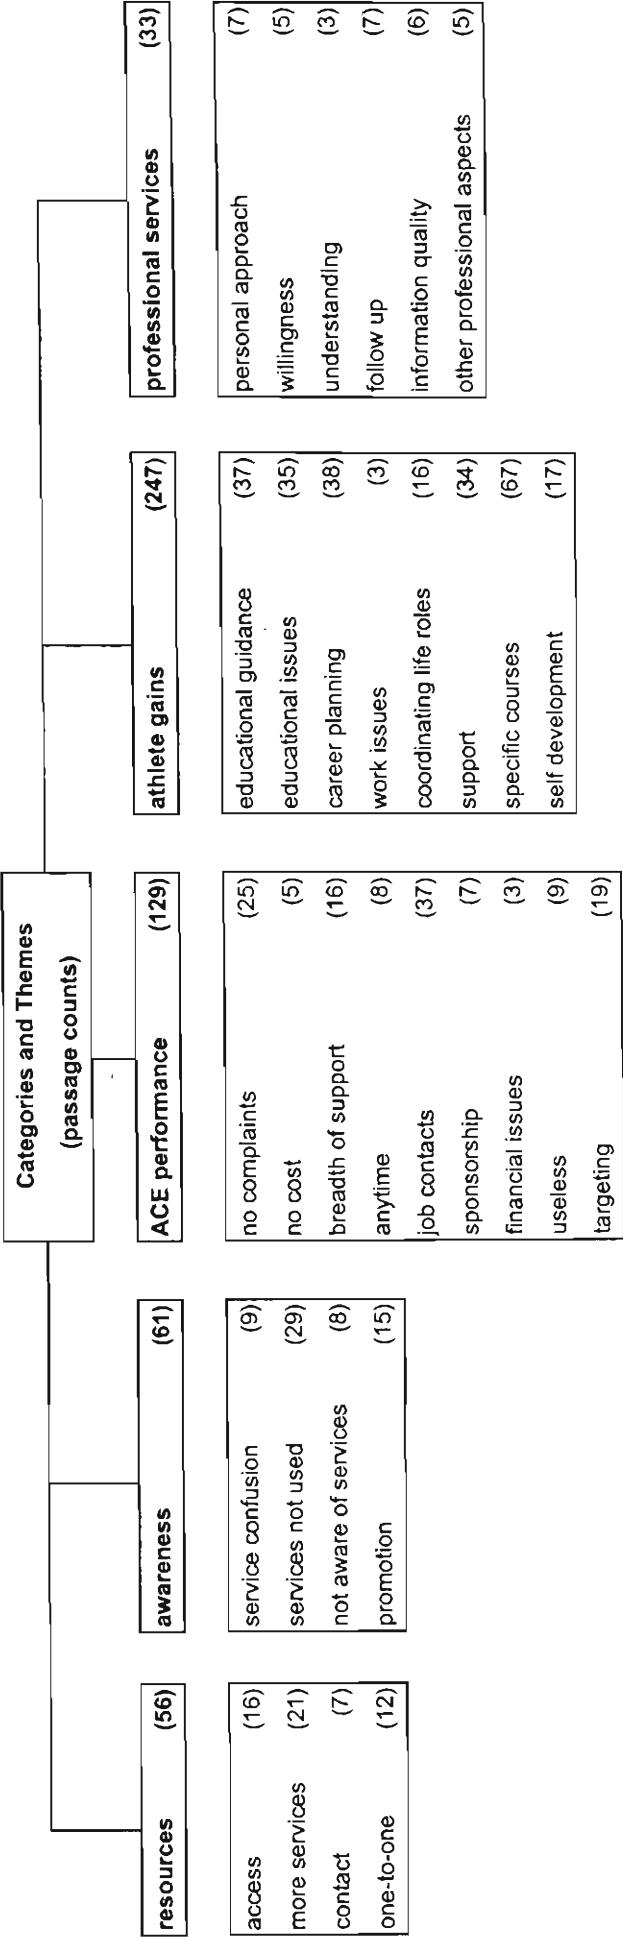 Categories and Themes
(passage counts)
resources (56)
access (16)
more services (21)
contact (7)
one-to-one (12)
awareness (61)
service confusion (9)
services not used (29)
not aware of services (8)
promotion (15)
ACE performance (129)
no complaints (25)
no cost (5)
breadth of support (16)
anytime (8)
job contacts (37)
sponsorship (7)
financial issues (3)
useless (9)
targeting (19)
athlete gains (247)
educational guidance (37)
educational issues (35)
career planning (38)
work issues (3)
coordinating life roles (16)
support (34)
specific courses (67)
self development (17)
professional services (33)
personal approach (7)
willingness (5)
understanding (3)
follow up (7)
information quality (6)
other professional aspects (5)